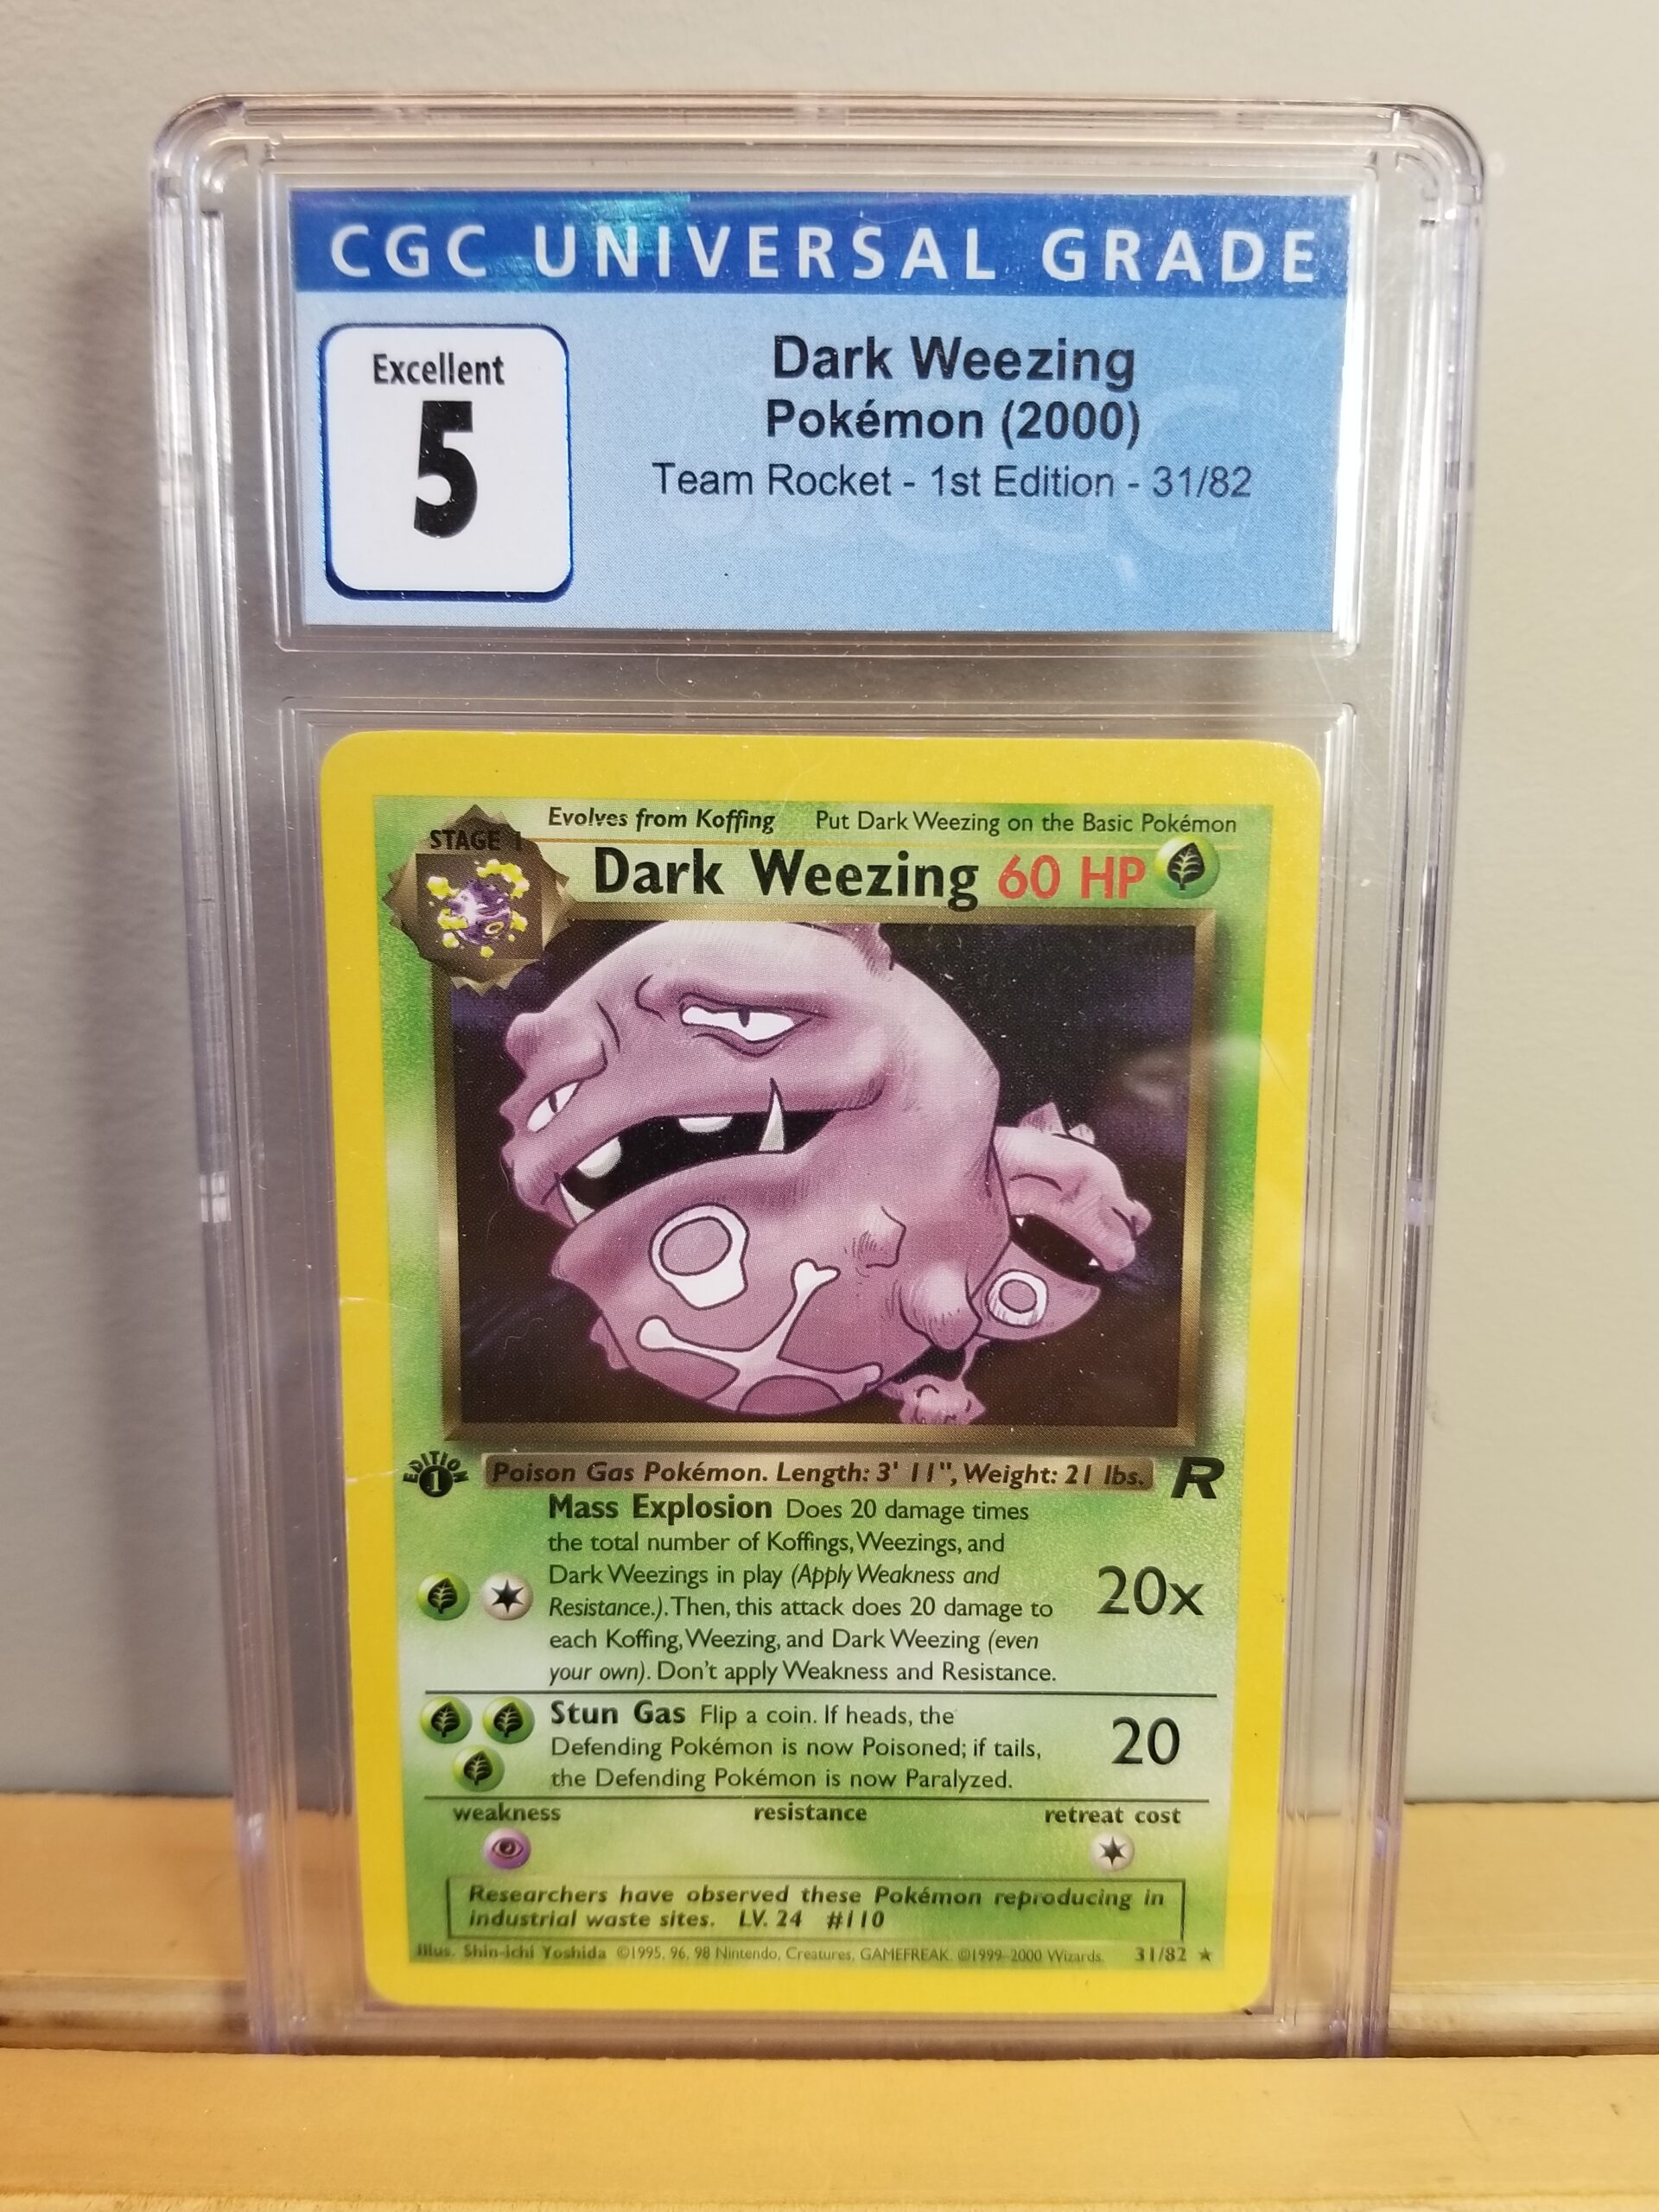 CGC UNIVERSAL GRADE
Excellent
5
Dark Weezing
Pokémon (2000)
Team Rocket - 1st Edition - 31/82
Evolves from Koffing Put Dark Weezing on the Basic Pokémon
STAGE 1
Dark Weezing 60 HP
EDITION
1
Poison Gas Pokémon. Length: 3' 11", Weight: 21 lbs.
R
Mass Explosion Does 20 damage times
the total number of Koffings, Weezings, and
Dark Weezings in play (Apply Weakness and
Resistance.). Then, this attack does 20 damage to
each Koffing, Weezing, and Dark Weezing (even
your own). Don't apply Weakness and Resistance.
20x
Stun Gas Flip a coin. If heads, the
Defending Pokémon is now Poisoned; if tails,
the Defending Pokémon is now Paralyzed.
20
weakness resistance retreat cost
Researchers have observed these Pokémon reproducing in
industrial waste sites. LV. 24 #110
Illus. Shin-ichi Yoshida ©1995, 96, 98 Nintendo, Creatures, GAMEFREAK. ©1999-2000 Wizards. 31/82 ★